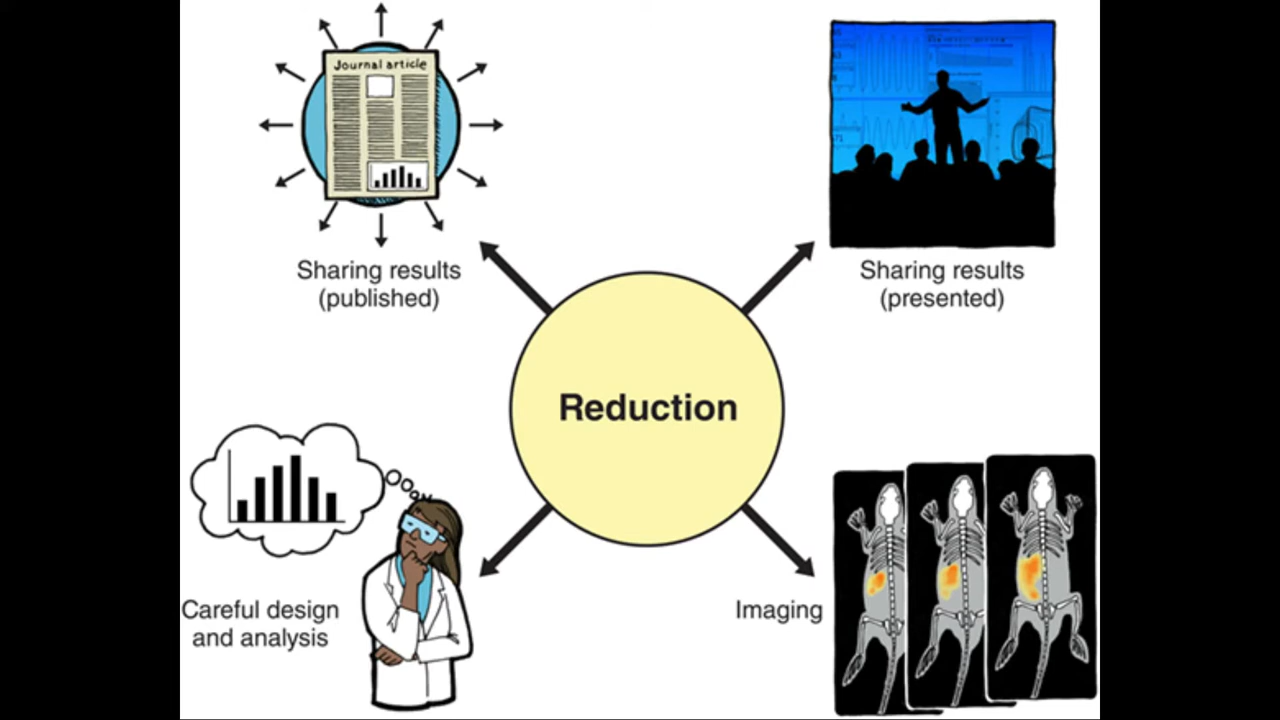 Journal article
Sharing results
(published)
Sharing results
(presented)
Reduction
Careful design
and analysis
Imaging